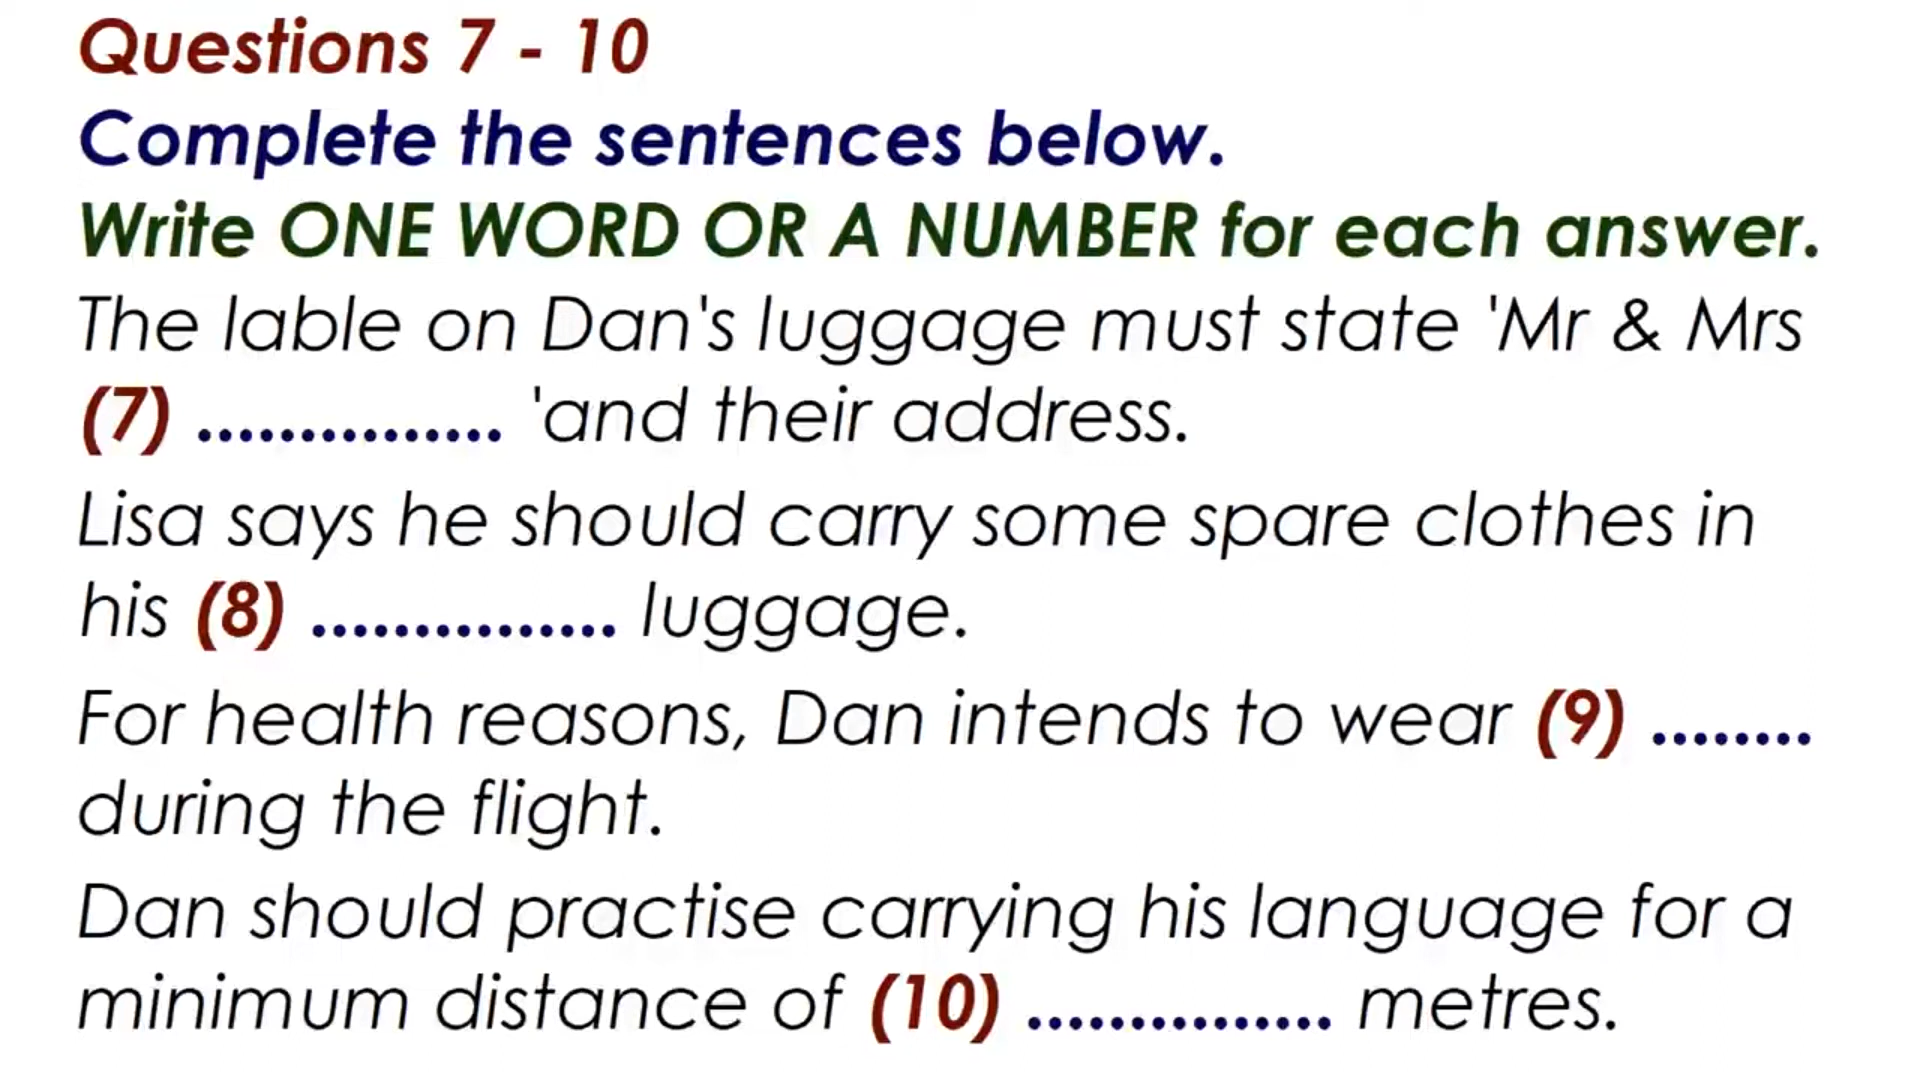 Questions 7 - 10
Complete the sentences below.
Write ONE WORD OR A NUMBER for each answer.
The lable on Dan's luggage must state 'Mr & Mrs
(7) ............... 'and their address.
Lisa says he should carry some spare clothes in
his (8) ............... luggage.
For health reasons, Dan intends to wear (9) ........
during the flight.
Dan should practise carrying his language for a
minimum distance of (10) ............... metres.